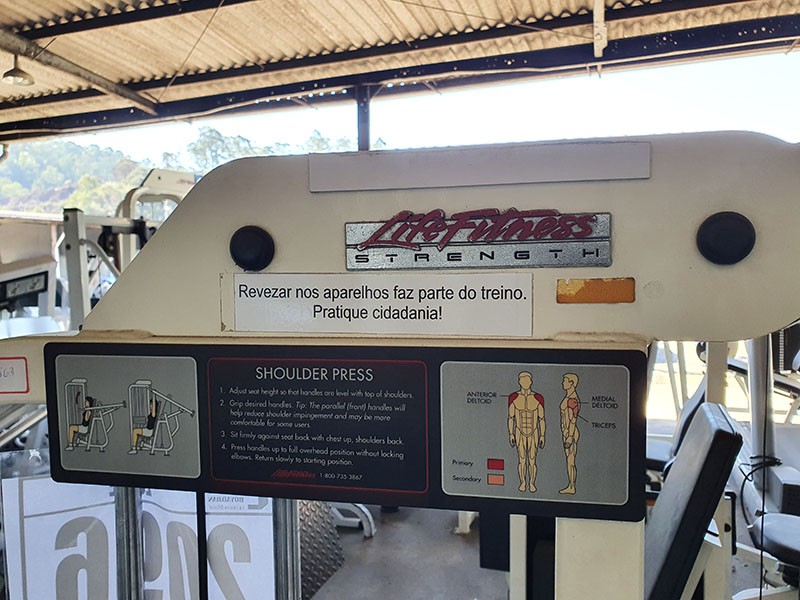 LifeFitness
STRENGTH
Revezar nos aparelhos faz parte do treino.
Pratique cidadania!
SHOULDER PRESS
1. Adjust seat height so that handles are level with top of shoulders.
2. Grip desired handles. Tip: The parallel (front) handles will
help reduce shoulder impingement and may be more
comfortable for some users.
3. Sit firmly against seat back with chest up, shoulders back.
4. Press handles up to full overhead position without locking
elbows. Return slowly to starting position.
LifeFitness 1·800·735·3867
ANTERIOR
DELTOID
MEDIAL
DELTOID
TRICEPS
Primary
Secondary